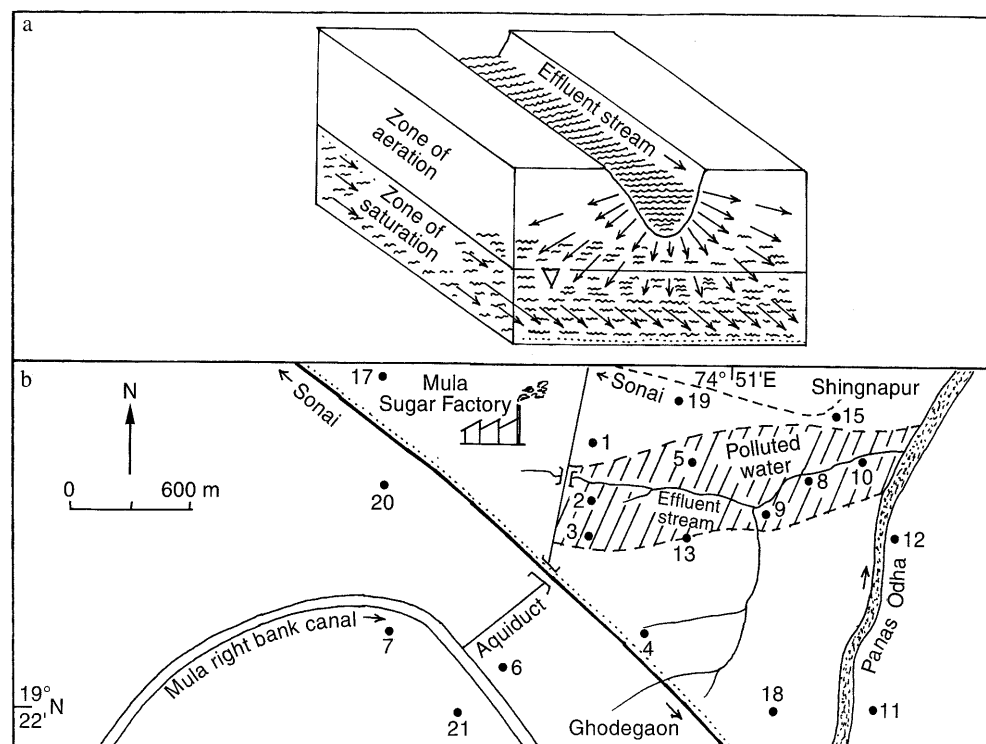 a
Effluent stream
Zone of
aeration
Zone of
saturation
b
N
0 600 m
Sonai
17
Mula
Sugar Factory
Sonai
74° 51'E
19
Shingnapur
15
1
5
Polluted
water
10
8
20
2
Effluent
stream
9
3
13
12
Mula right bank canal
7
Aquiduct
6
4
Panas Odha
19°
22' N
21
Ghodegaon
18
11